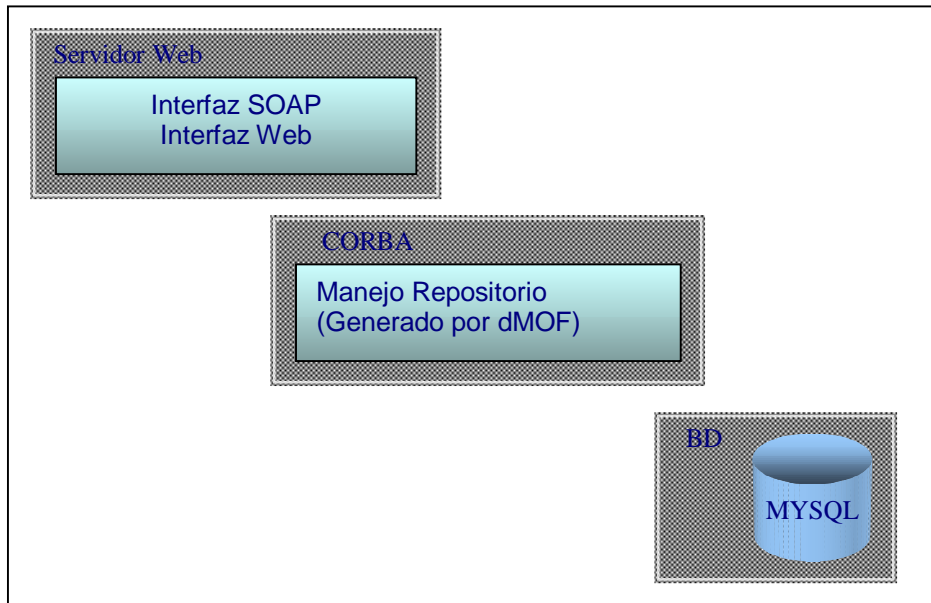 Servidor Web
Interfaz SOAP
Interfaz Web
CORBA
Manejo Repositorio
(Generado por dMOF)
BD
MYSQL